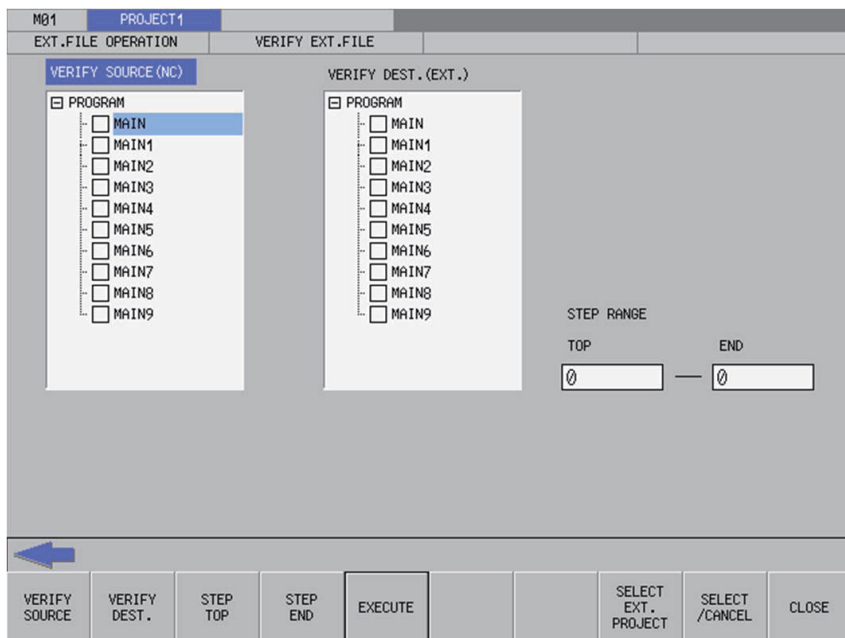 M01 PROJECT1
EXT.FILE OPERATION VERIFY EXT.FILE
VERIFY SOURCE(NC) VERIFY DEST.(EXT.)
PROGRAM PROGRAM
MAIN MAIN
MAIN1 MAIN1
MAIN2 MAIN2
MAIN3 MAIN3
MAIN4 MAIN4
MAIN5 MAIN5
MAIN6 MAIN6
MAIN7 MAIN7
MAIN8 MAIN8
MAIN9 MAIN9
STEP RANGE
TOP END
0 — 0
VERIFY SOURCE
VERIFY DEST.
STEP TOP
STEP END
EXECUTE
SELECT EXT. PROJECT
SELECT /CANCEL
CLOSE